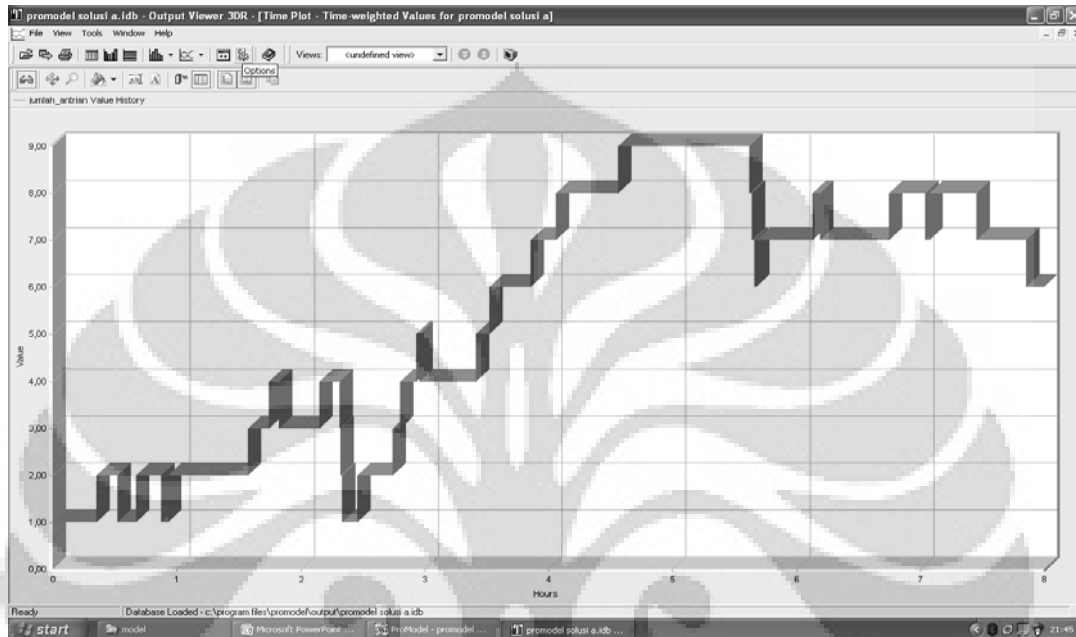 promodel solusi a.idb - Output Viewer 3DR - [Time Plot - Time-weighted Values for promodel solusi a]
File View Tools Window Help
Views: <undefined view>
Options
jumlah_antrian Value History
9,00
8,00
7,00
6,00
5,00
4,00
3,00
2,00
1,00
0,00
Value
0 1 2 3 4 5 6 7 8
Hours
Ready Database Loaded - c:\program files\promodel\output\promodel solusi a.idb
start model Microsoft PowerPoint ... ProModel - promodel ... promodel solusi a.idb ... 21:45